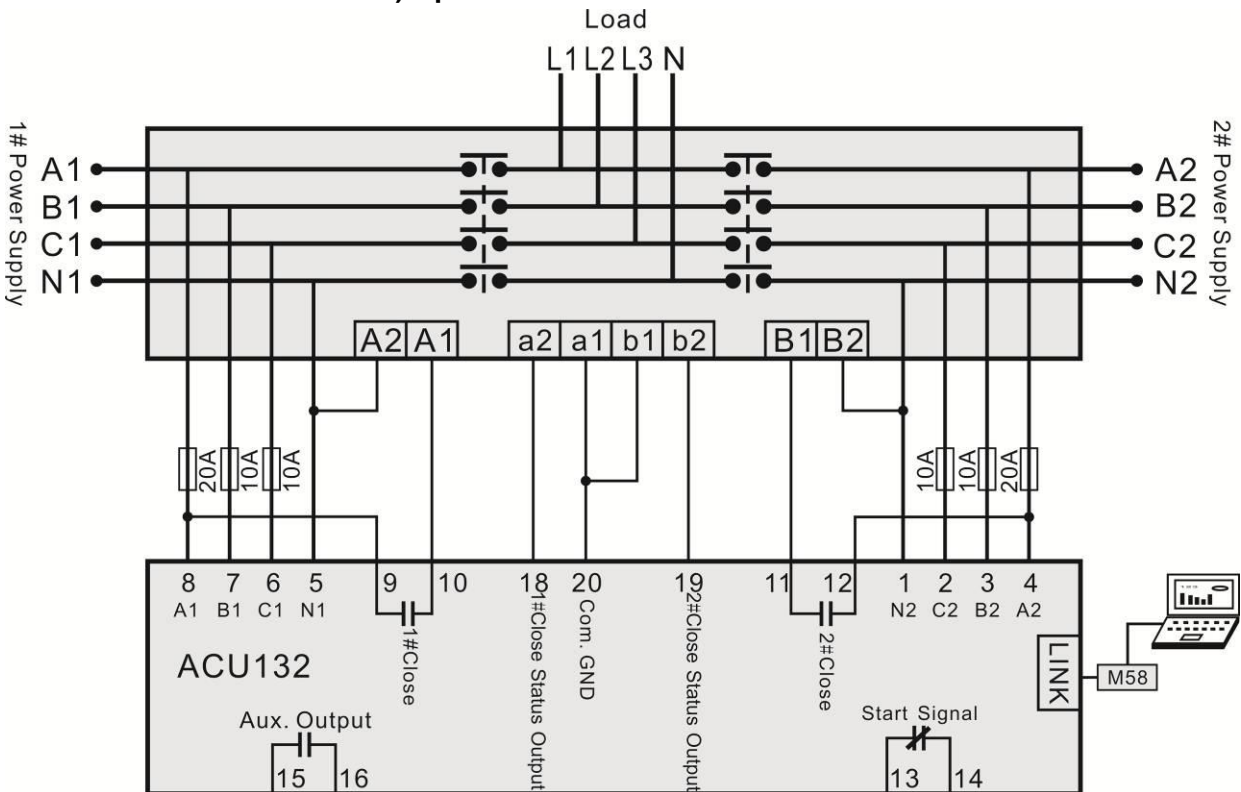 Load
L1 L2 L3 N
1# Power Supply
A1
B1
C1
N1
2# Power Supply
A2
B2
C2
N2
A2 A1
a2 a1 b1 b2
B1 B2
20A
10A
10A
10A
10A
20A
8 7 6 5 9 10 18 20 19 11 12 1 2 3 4
A1 B1 C1 N1
N2 C2 B2 A2
1#Close
1#Close Status Output
Com. GND
2#Close Status Output
2#Close
ACU132
LINK
M58
Aux. Output
15 16
Start Signal
13 14